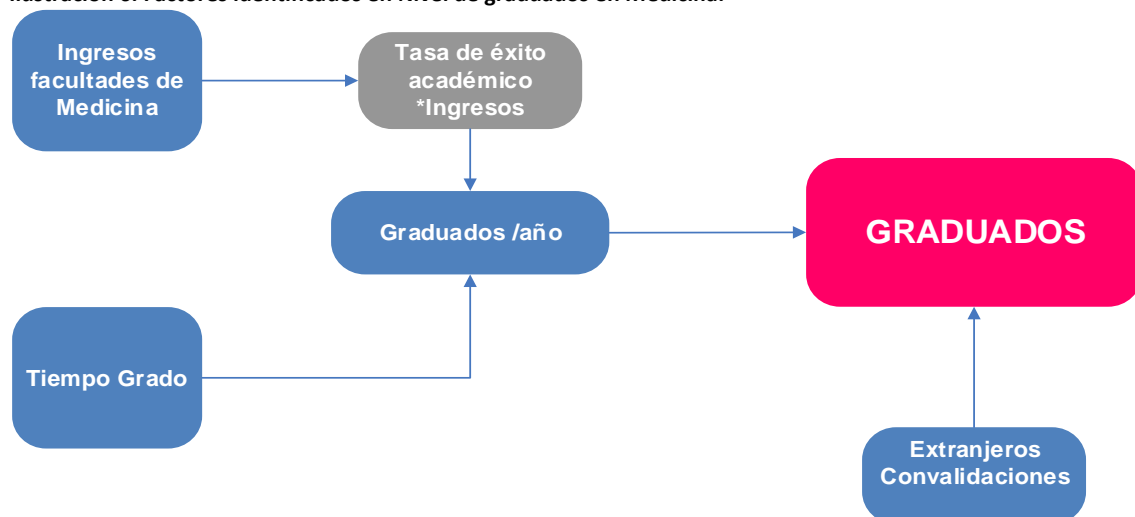 Ingresos
facultades de
Medicina
Tasa de éxito
académico
*Ingresos
Graduados /año
GRADUADOS
Tiempo Grado
Extranjeros
Convalidaciones